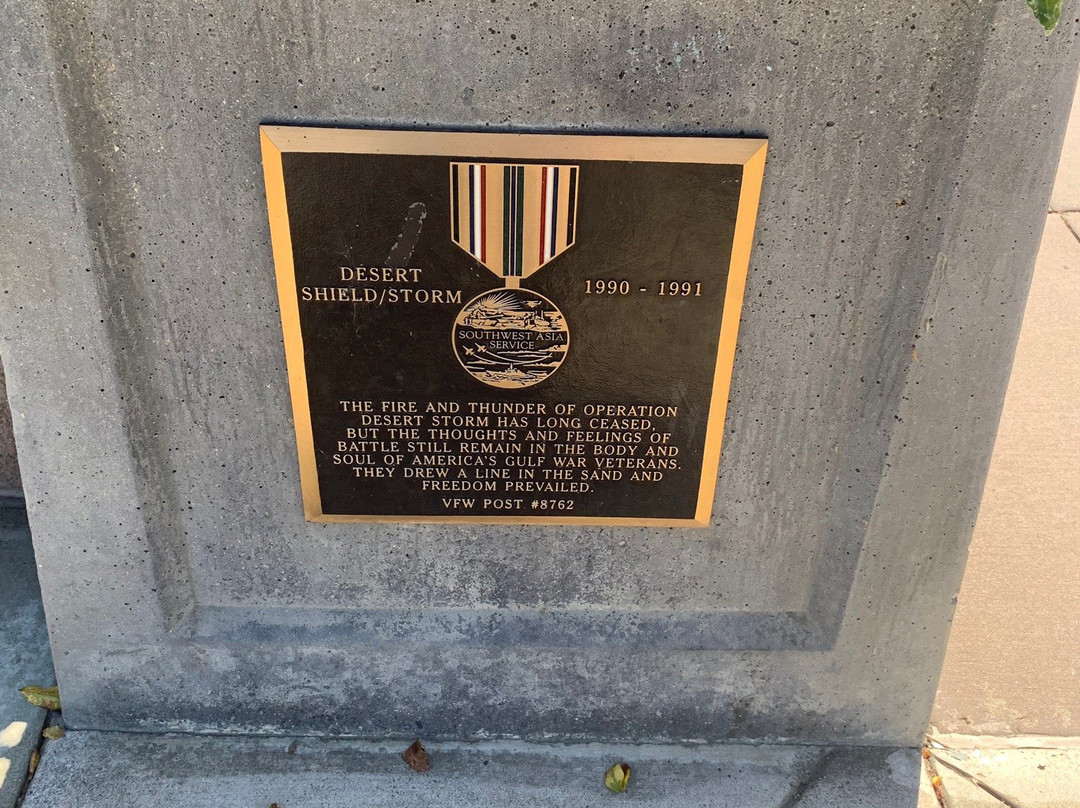 DESERT
SHIELD/STORM
1990 - 1991
SOUTHWEST ASIA
SERVICE
THE FIRE AND THUNDER OF OPERATION
DESERT STORM HAS LONG CEASED,
BUT THE THOUGHTS AND FEELINGS OF
BATTLE STILL REMAIN IN THE BODY AND
SOUL OF AMERICA'S GULF WAR VETERANS.
THEY DREW A LINE IN THE SAND AND
FREEDOM PREVAILED.
VFW POST #8762